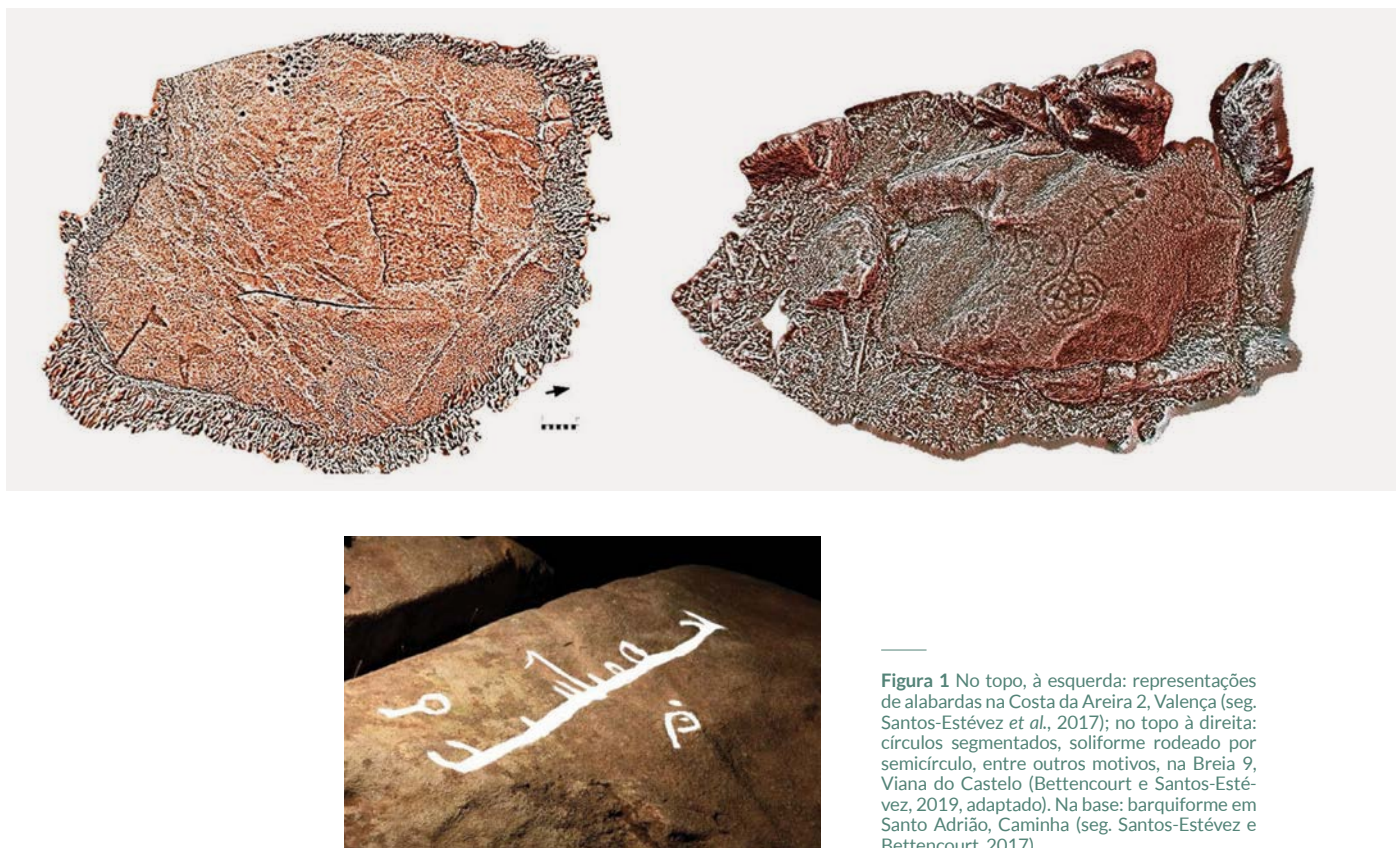 Figura 1 No topo, à esquerda: representações
de alabardas na Costa da Areira 2, Valença (seg.
Santos-Estévez et al., 2017); no topo à direita:
círculos segmentados, soliforme rodeado por
semicírculo, entre outros motivos, na Breia 9,
Viana do Castelo (Bettencourt e Santos-Esté-
vez, 2019, adaptado). Na base: barquiforme em
Santo Adrião, Caminha (seg. Santos-Estévez e
Bettencourt, 2017).